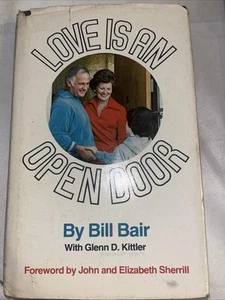 LOVE IS AN
OPEN DOOR
By Bill Bair
With Glenn D. Kittler
Foreword by John and Elizabeth Sherrill